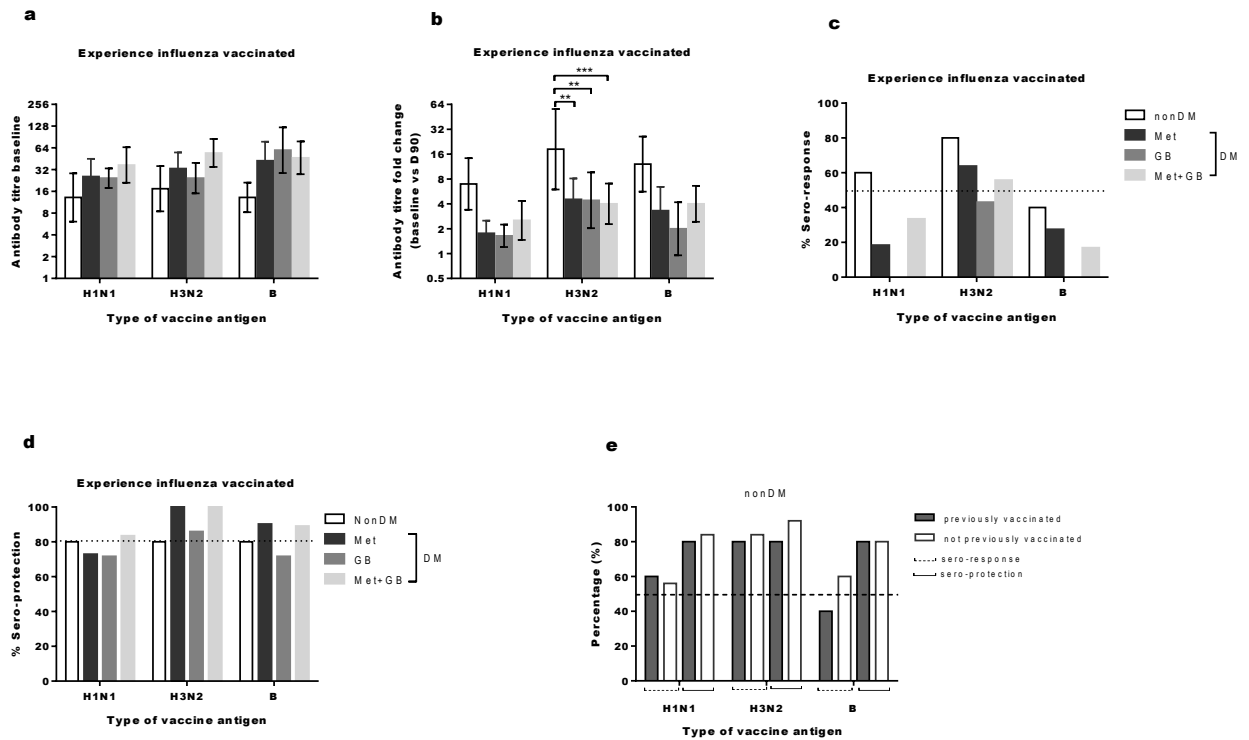 a
Experience influenza vaccinated
Antibody titre baseline
256
128
64
32
16
8
4
2
1
H1N1
H3N2
B
Type of vaccine antigen
b
Experience influenza vaccinated
Antibody titre fold change
(baseline vs D90)
64
32
16
8
4
2
1
0.5
***
**
**
H1N1
H3N2
B
Type of vaccine antigen
c
Experience influenza vaccinated
% Sero-response
100
80
60
40
20
0
H1N1
H3N2
B
Type of vaccine antigen
nonDM
Met
GB
Met+GB
DM
d
Experience influenza vaccinated
% Sero-protection
100
80
60
40
20
0
H1N1
H3N2
B
Type of vaccine antigen
NonDM
Met
GB
Met+GB
DM
e
nonDM
Percentage (%)
100
80
60
40
20
0
H1N1
H3N2
B
Type of vaccine antigen
previously vaccinated
not previously vaccinated
sero-response
sero-protection